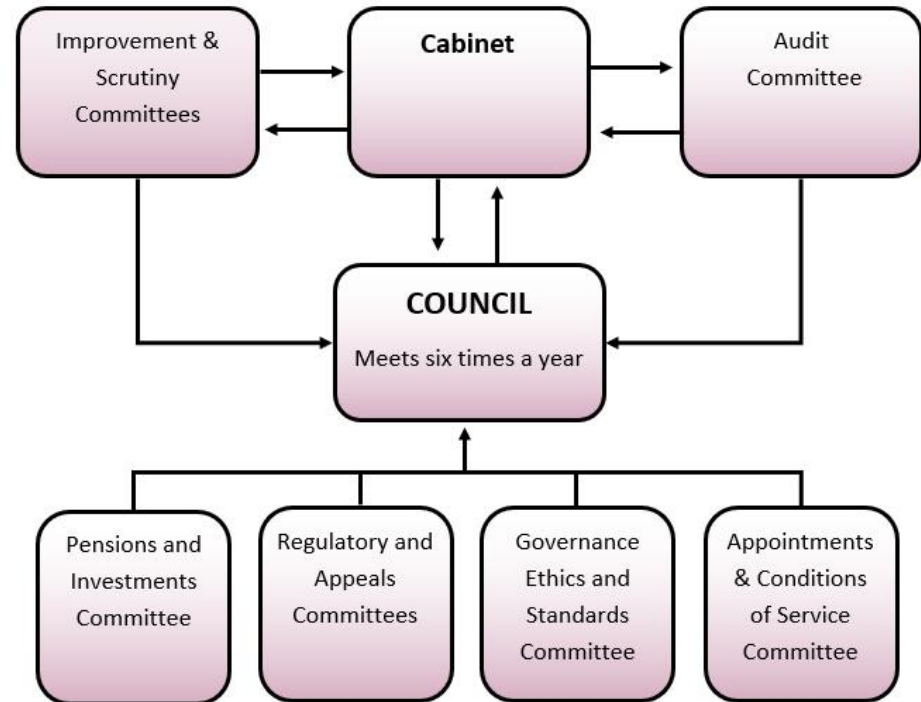 Improvement &
Scrutiny
Committees
Cabinet
Audit
Committee
COUNCIL
Meets six times a year
Pensions and
Investments
Committee
Regulatory and
Appeals
Committees
Governance
Ethics and
Standards
Committee
Appointments
& Conditions
of Service
Committee